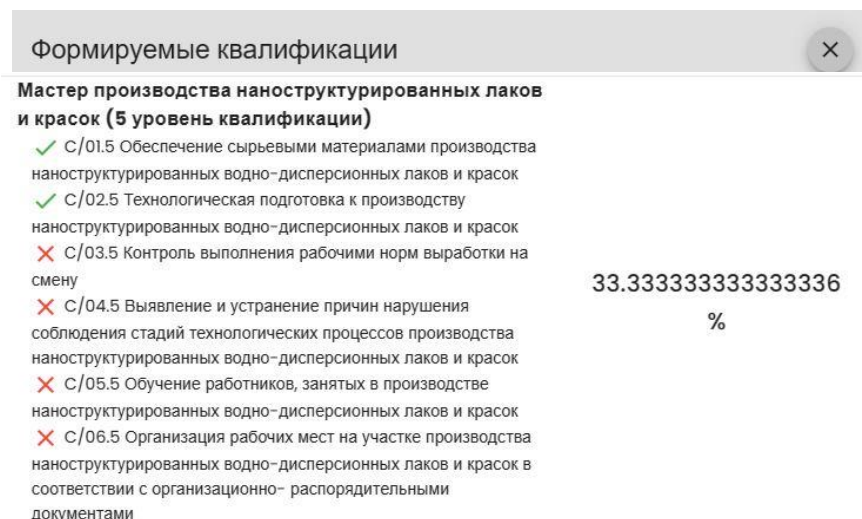 Формируемые квалификации
Мастер производства наноструктурированных лаков
и красок (5 уровень квалификации)
С/01.5 Обеспечение сырьевыми материалами производства
наноструктурированных водно-дисперсионных лаков и красок
С/02.5 Технологическая подготовка к производству
наноструктурированных водно-дисперсионных лаков и красок
С/03.5 Контроль выполнения рабочими норм выработки на
смену
С/04.5 Выявление и устранение причин нарушения
соблюдения стадий технологических процессов производства
наноструктурированных водно-дисперсионных лаков и красок
С/05.5 Обучение работников, занятых в производстве
наноструктурированных водно-дисперсионных лаков и красок
С/06.5 Организация рабочих мест на участке производства
наноструктурированных водно-дисперсионных лаков и красок в
соответствии с организационно- распорядительными
документами
33.333333333333336
%